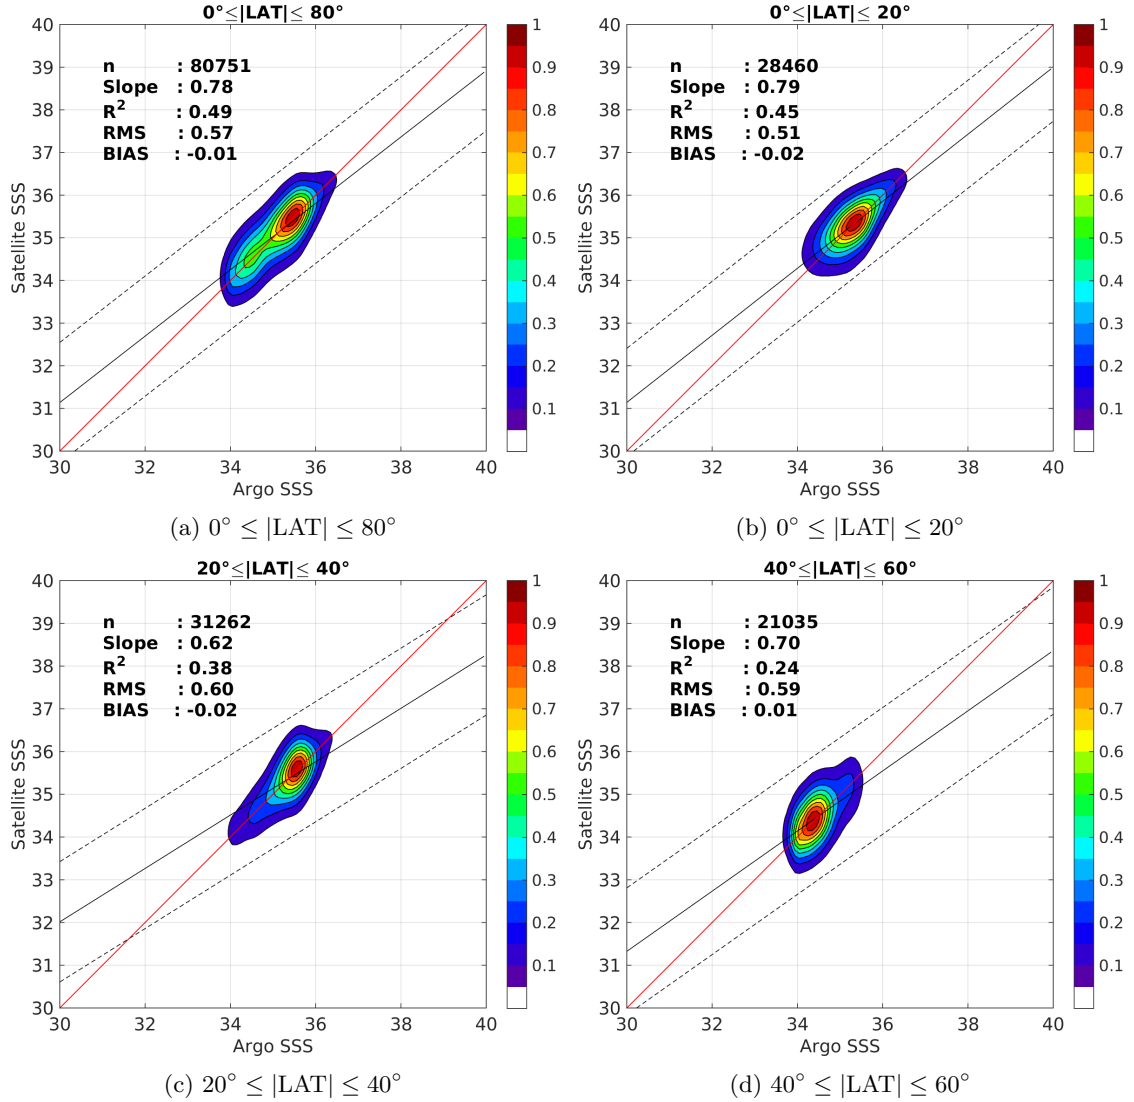 0°≤|LAT|≤ 80°
n : 80751
Slope : 0.78
R2 : 0.49
RMS : 0.57
BIAS : -0.01
40
39
38
37
36
35
34
33
32
31
30
30 32 34 36 38 40
Satellite SSS
Argo SSS
1
0.9
0.8
0.7
0.6
0.5
0.4
0.3
0.2
0.1
(a) 0° ≤ |LAT| ≤ 80°
0°≤|LAT|≤ 20°
n : 28460
Slope : 0.79
R2 : 0.45
RMS : 0.51
BIAS : -0.02
40
39
38
37
36
35
34
33
32
31
30
30 32 34 36 38 40
Satellite SSS
Argo SSS
1
0.9
0.8
0.7
0.6
0.5
0.4
0.3
0.2
0.1
(b) 0° ≤ |LAT| ≤ 20°
20°≤|LAT|≤ 40°
n : 31262
Slope : 0.62
R2 : 0.38
RMS : 0.60
BIAS : -0.02
40
39
38
37
36
35
34
33
32
31
30
30 32 34 36 38 40
Satellite SSS
Argo SSS
1
0.9
0.8
0.7
0.6
0.5
0.4
0.3
0.2
0.1
(c) 20° ≤ |LAT| ≤ 40°
40°≤|LAT|≤ 60°
n : 21035
Slope : 0.70
R2 : 0.24
RMS : 0.59
BIAS : 0.01
40
39
38
37
36
35
34
33
32
31
30
30 32 34 36 38 40
Satellite SSS
Argo SSS
1
0.9
0.8
0.7
0.6
0.5
0.4
0.3
0.2
0.1
(d) 40° ≤ |LAT| ≤ 60°